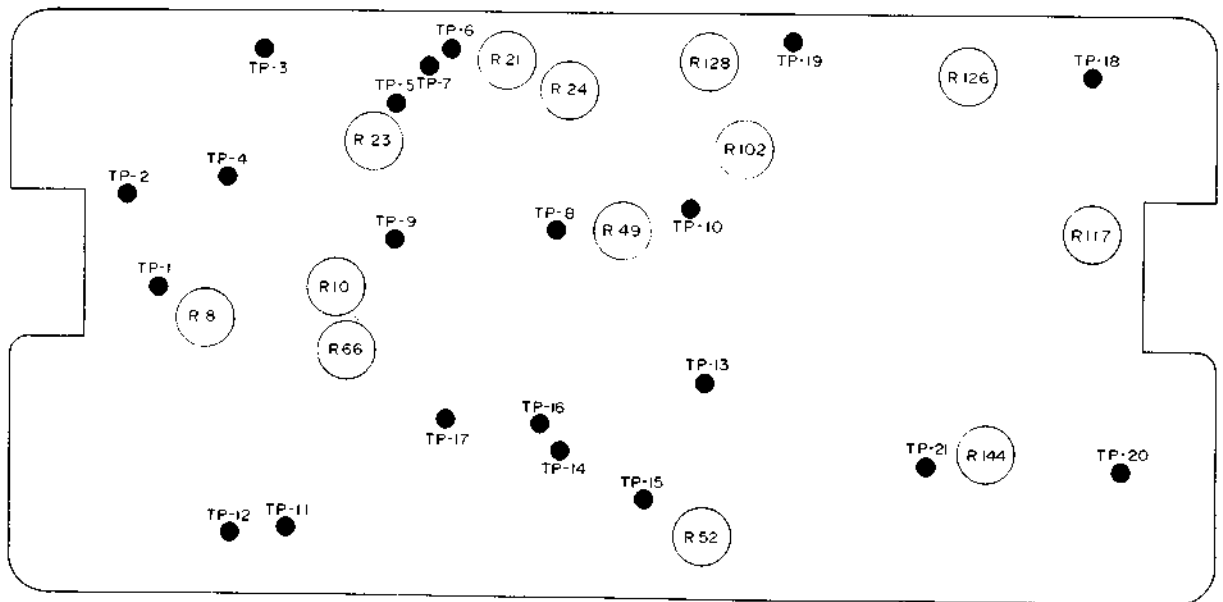 TP-6
TP-3
R 21
R 128
TP-19
TP-5
TP-7
R 24
R 126
TP-18
R 23
R 102
TP-4
TP-2
TP-9
TP-8
R 49
TP-10
R 117
TP-1
R 8
R 10
R 66
TP-13
TP-16
TP-17
TP-14
TP-21
R 144
TP-20
TP-15
TP-12
TP-11
R 52